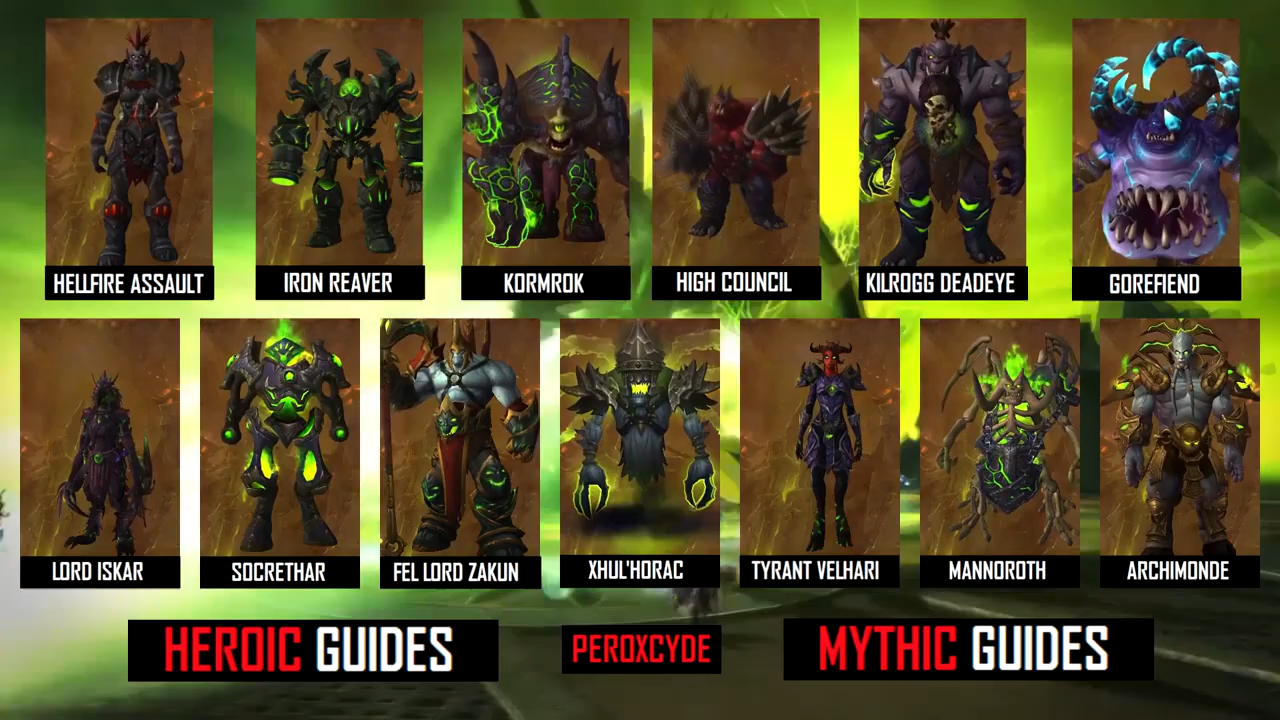 HELLFIRE ASSAULT
IRON REAVER
KORMROK
HIGH COUNCIL
KILROGG DEADEYE
GOREFIEND
LORD ISKAR
SOCRETHAR
FEL LORD ZAKUN
XHUL'HORAC
TYRANT VELHARI
MANNOROTH
ARCHIMONDE
HEROIC GUIDES
PEROXCYDE
MYTHIC GUIDES